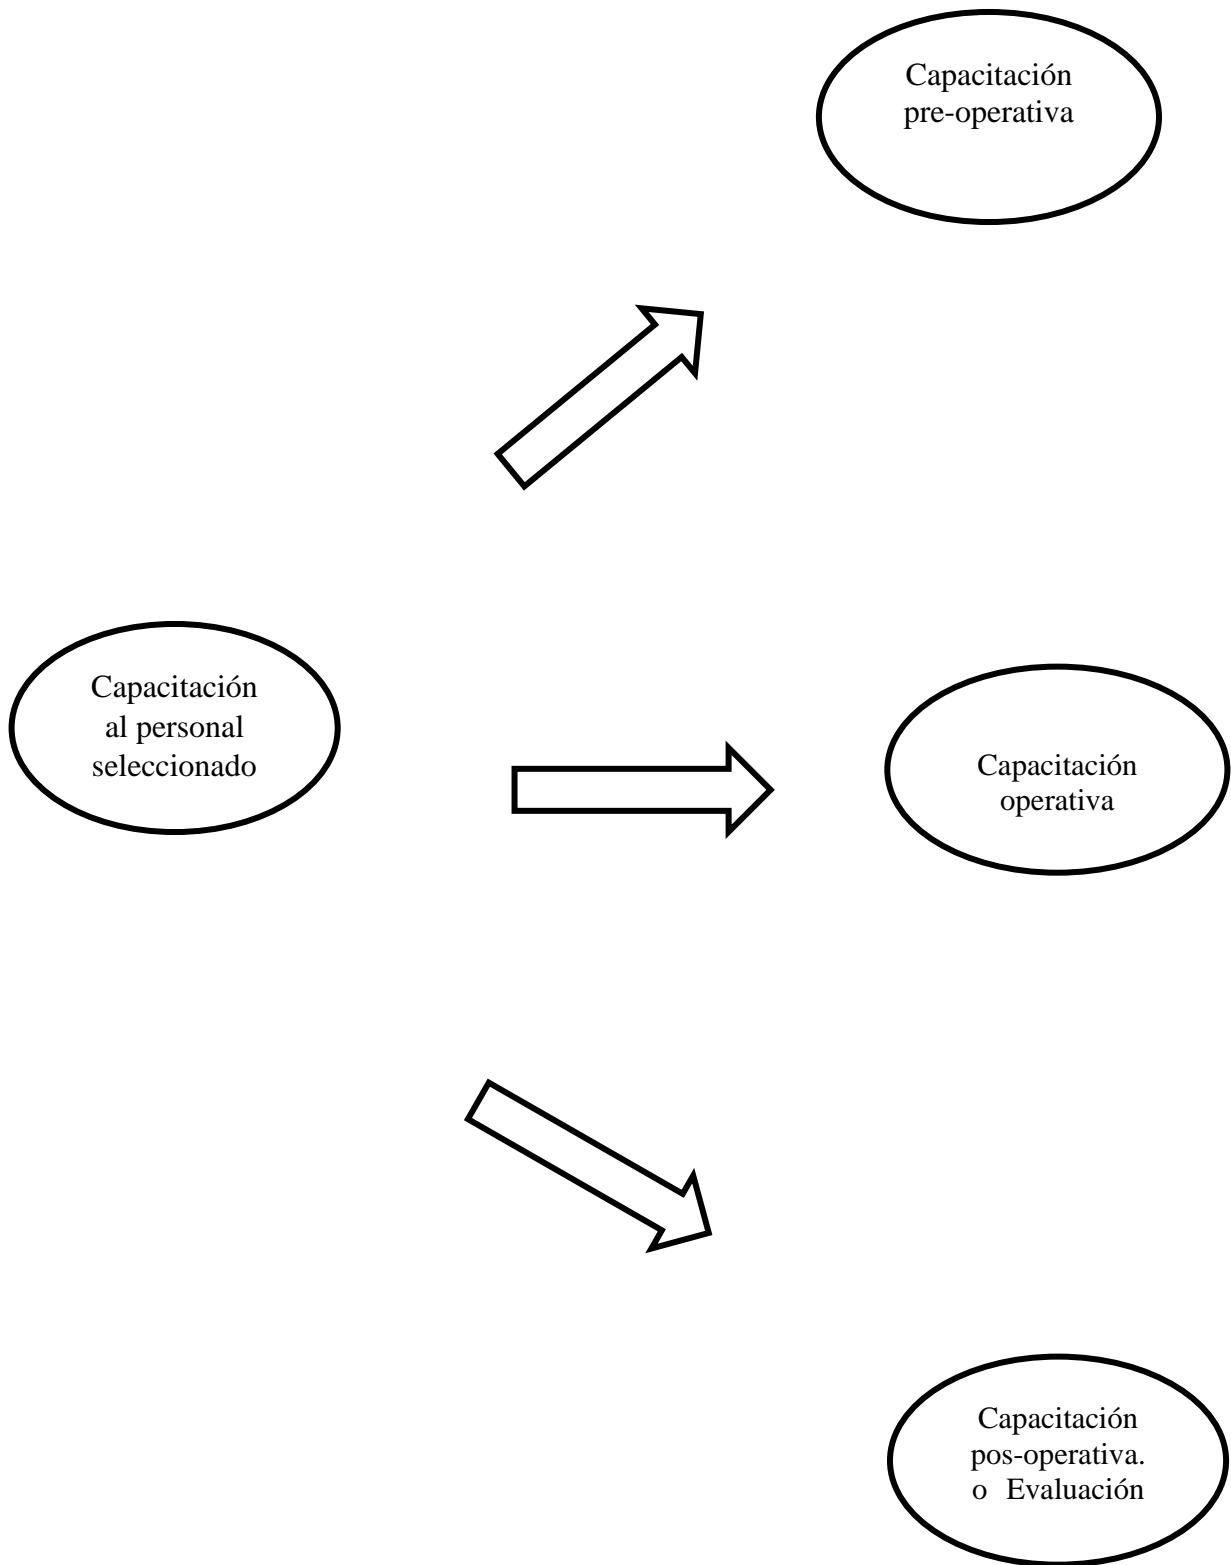 Capacitación
pre-operativa
Capacitación
al personal
seleccionado
Capacitación
operativa
Capacitación
pos-operativa.
o Evaluación